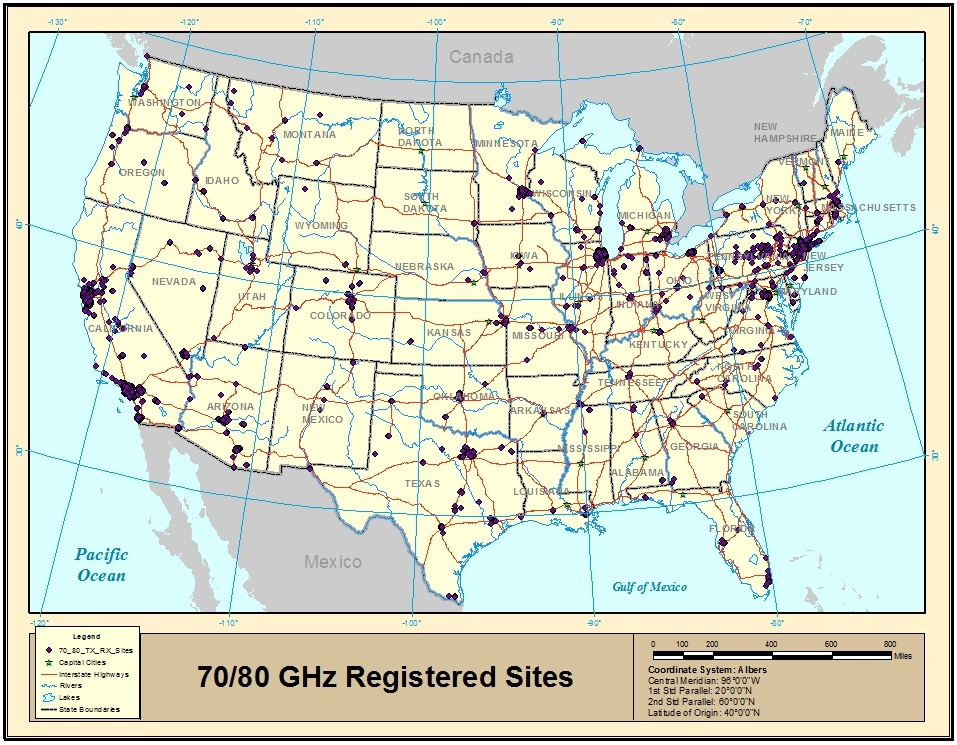 -130°
-120°
-110°
-100°
-90°
-80°
-70°
Canada
WASHINGTON
MONTANA
NORTH
DAKOTA
MINNESOTA
NEW
HAMPSHIRE
MAINE
VERMONT
OREGON
IDAHO
SOUTH
DAKOTA
WISCONSIN
NEW
YORK
MASSACHUSETTS
MICHIGAN
WYOMING
40°
40°
NEVADA
NEBRASKA
IOWA
NEW
JERSEY
OHIO
UTAH
INDIANA
WEST
VIRGINIA
MARYLAND
COLORADO
CALIFORNIA
KANSAS
MISSOURI
KENTUCKY
VIRGINIA
NORTH
CAROLINA
TENNESSEE
ARIZONA
NEW
MEXICO
OKLAHOMA
ARKANSAS
SOUTH
CAROLINA
Atlantic
Ocean
MISSISSIPPI
GEORGIA
ALABAMA
30°
30°
TEXAS
LOUISIANA
FLORIDA
Pacific
Ocean
Mexico
Gulf of Mexico
-120°
-110°
-100°
-90°
-80°
Legend
70_80_TX_RX_Sites
Capital Cities
Interstate Highways
Rivers
Lakes
State Boundaries
70/80 GHz Registered Sites
0 100 200 400 600 800
Miles
Coordinate System: Albers
Central Meridian: 96°0'0"W
1st Std Parallel: 20°0'0"N
2nd Std Parallel: 60°0'0"N
Latitude of Origin: 40°0'0"N